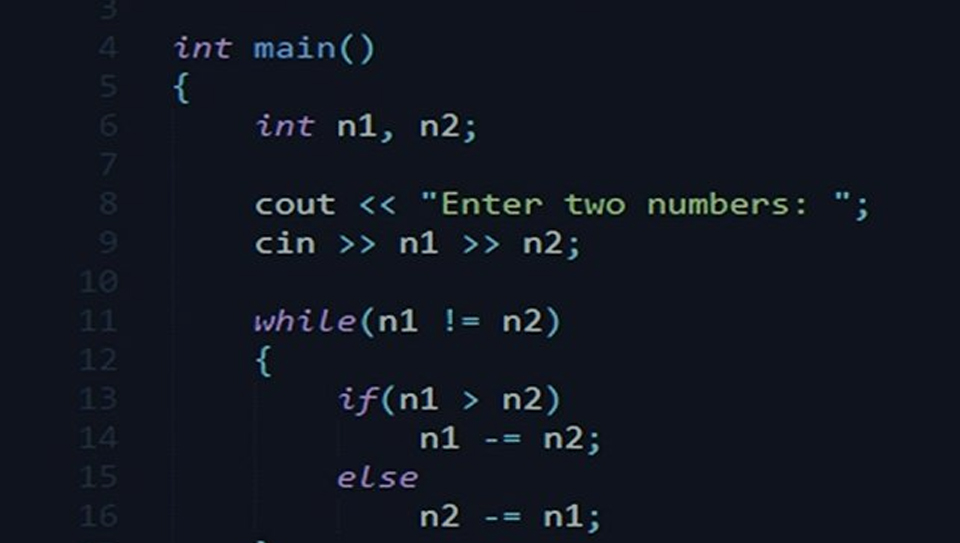 3
4 int main()
5 {
6 int n1, n2;
7
8 cout << "Enter two numbers: ";
9 cin >> n1 >> n2;
10
11 while(n1 != n2)
12 {
13 if(n1 > n2)
14 n1 -= n2;
15 else
16 n2 -= n1;
}